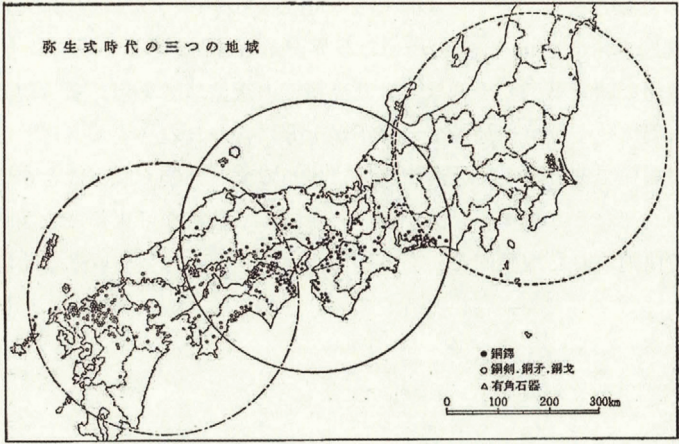 弥生式時代の三つの地域
● 銅鐸
○ 銅剣.銅矛.銅戈
△ 有角石器
0 100 200 300km